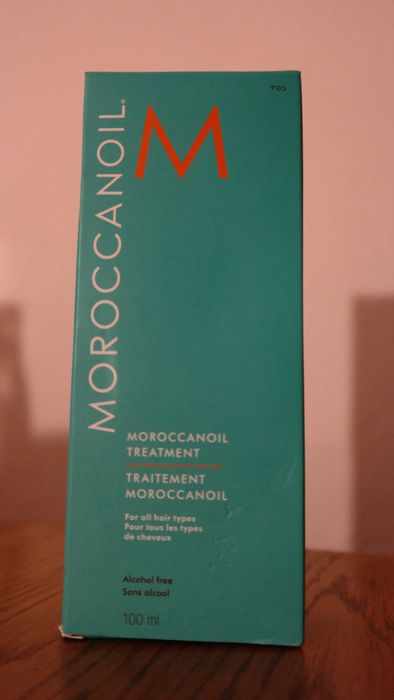 בס"ד
M
MOROCCANOIL®
MOROCCANOIL
TREATMENT
TRAITEMENT
MOROCCANOIL
For all hair types
Pour tous les types
de cheveux
Alcohol free
Sans alcool
100 ml